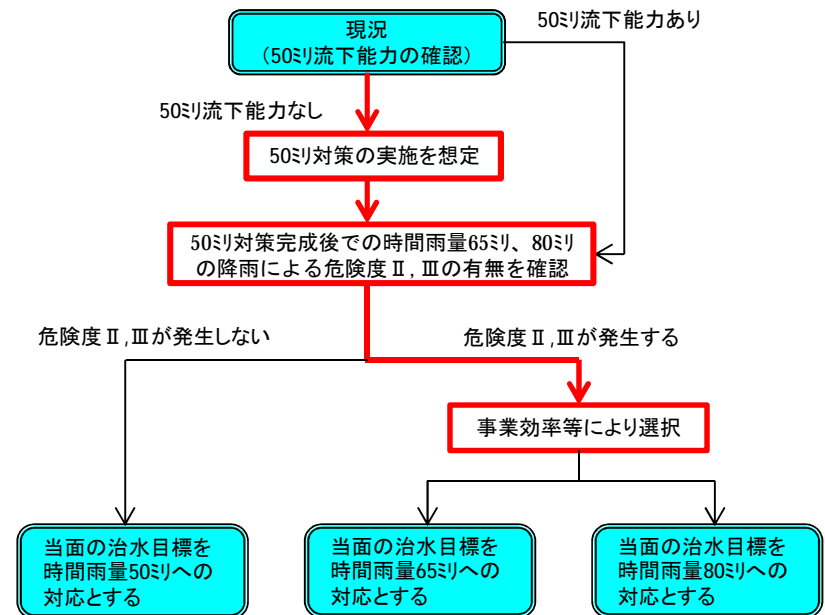 現況
（50ﾐﾘ流下能力の確認）
50ﾐﾘ流下能力あり
50ﾐﾘ流下能力なし
50ﾐﾘ対策の実施を想定
50ﾐﾘ対策完成後での時間雨量65ﾐﾘ、80ﾐﾘ
の降雨による危険度Ⅱ,Ⅲの有無を確認
危険度Ⅱ,Ⅲが発生しない
危険度Ⅱ,Ⅲが発生する
事業効率等により選択
当面の治水目標を
時間雨量50ﾐﾘへの
対応とする
当面の治水目標を
時間雨量65ﾐﾘへの
対応とする
当面の治水目標を
時間雨量80ﾐﾘへの
対応とする